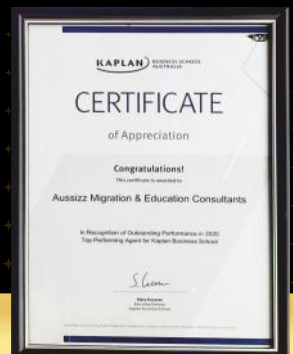 KAPLAN BUSINESS SCHOOL
AUSTRALIA
CERTIFICATE
of Appreciation
Congratulations!
This certificate is awarded to
Aussizz Migration & Education Consultants
In Recognition of Outstanding Performance in 2020
Top Performing Agent for Kaplan Business School